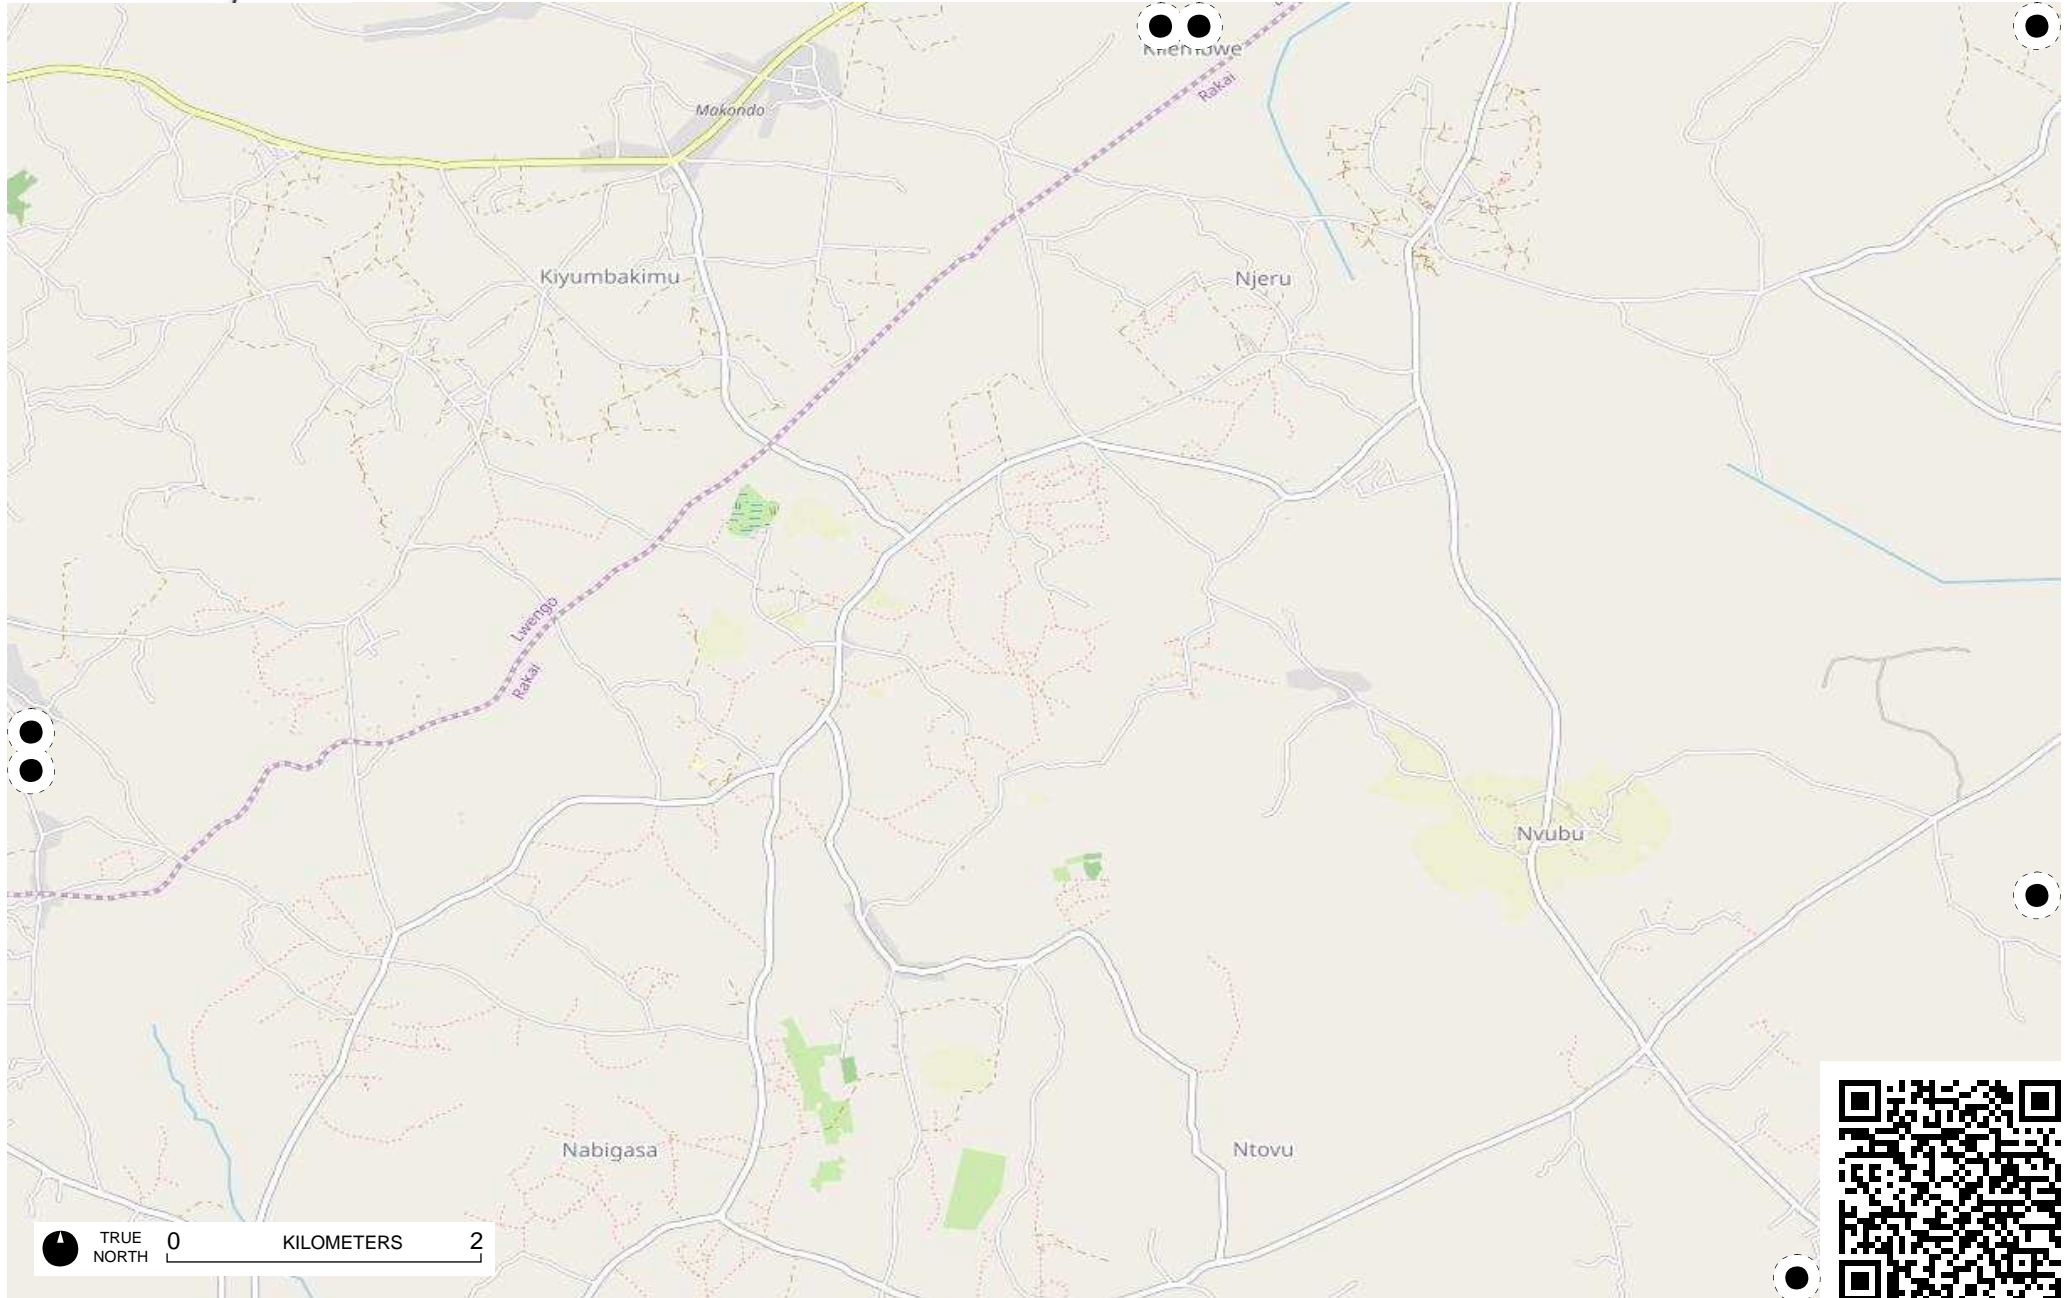 Rakai
Makondo
Kiyumbakimu
Njeru
Lwengo
Rakai
Nvubu
Nabigasa
Ntovu
TRUE
NORTH
0 KILOMETERS 2